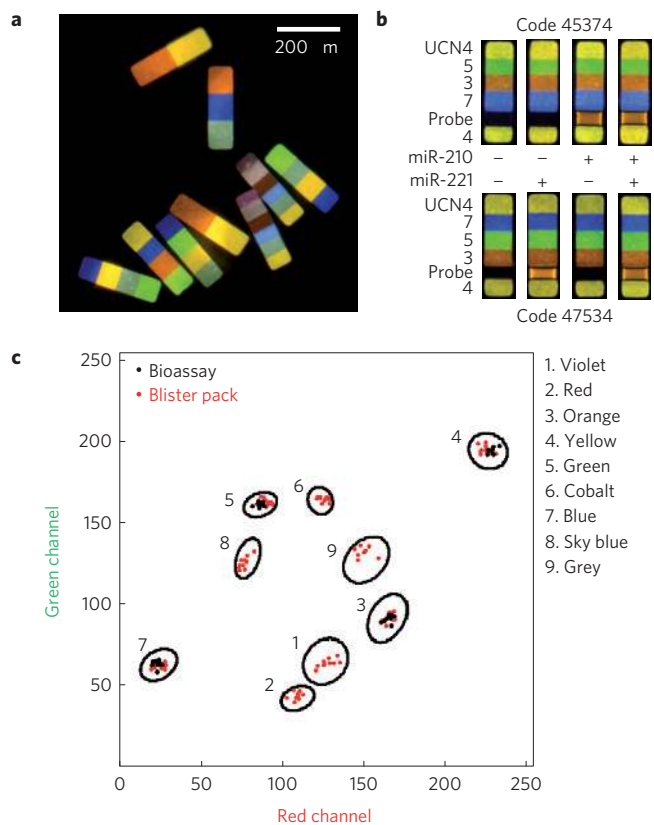 a
200 m
b
Code 45374
UCN4
5
3
7
Probe
4
miR-210 – – + +
miR-221 – + – +
UCN4
7
5
3
Probe
4
Code 47534
c
Green channel
250
200
150
100
50
0 50 100 150 200 250
Red channel
Bioassay
Blister pack
4
5
6
8
9
3
7
1
2
1. Violet
2. Red
3. Orange
4. Yellow
5. Green
6. Cobalt
7. Blue
8. Sky blue
9. Grey